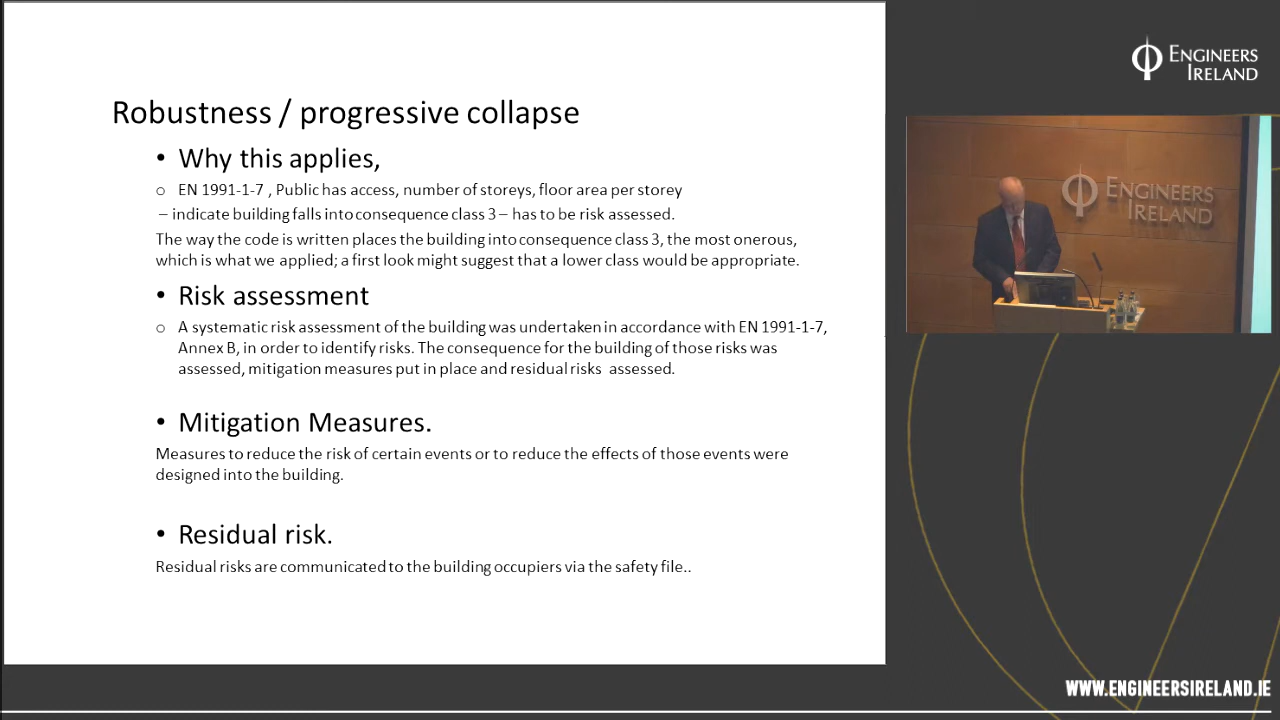 Robustness / progressive collapse
• Why this applies,
o EN 1991-1-7 , Public has access, number of storeys, floor area per storey
– indicate building falls into consequence class 3 – has to be risk assessed.
The way the code is written places the building into consequence class 3, the most onerous,
which is what we applied; a first look might suggest that a lower class would be appropriate.
• Risk assessment
o A systematic risk assessment of the building was undertaken in accordance with EN 1991-1-7,
Annex B, in order to identify risks. The consequence for the building of those risks was
assessed, mitigation measures put in place and residual risks assessed.
• Mitigation Measures.
Measures to reduce the risk of certain events or to reduce the effects of those events were
designed into the building.
• Residual risk.
Residual risks are communicated to the building occupiers via the safety file..
ENGINEERS
IRELAND
ENGINEERS
IRELAND
WWW.ENGINEERSIRELAND.IE